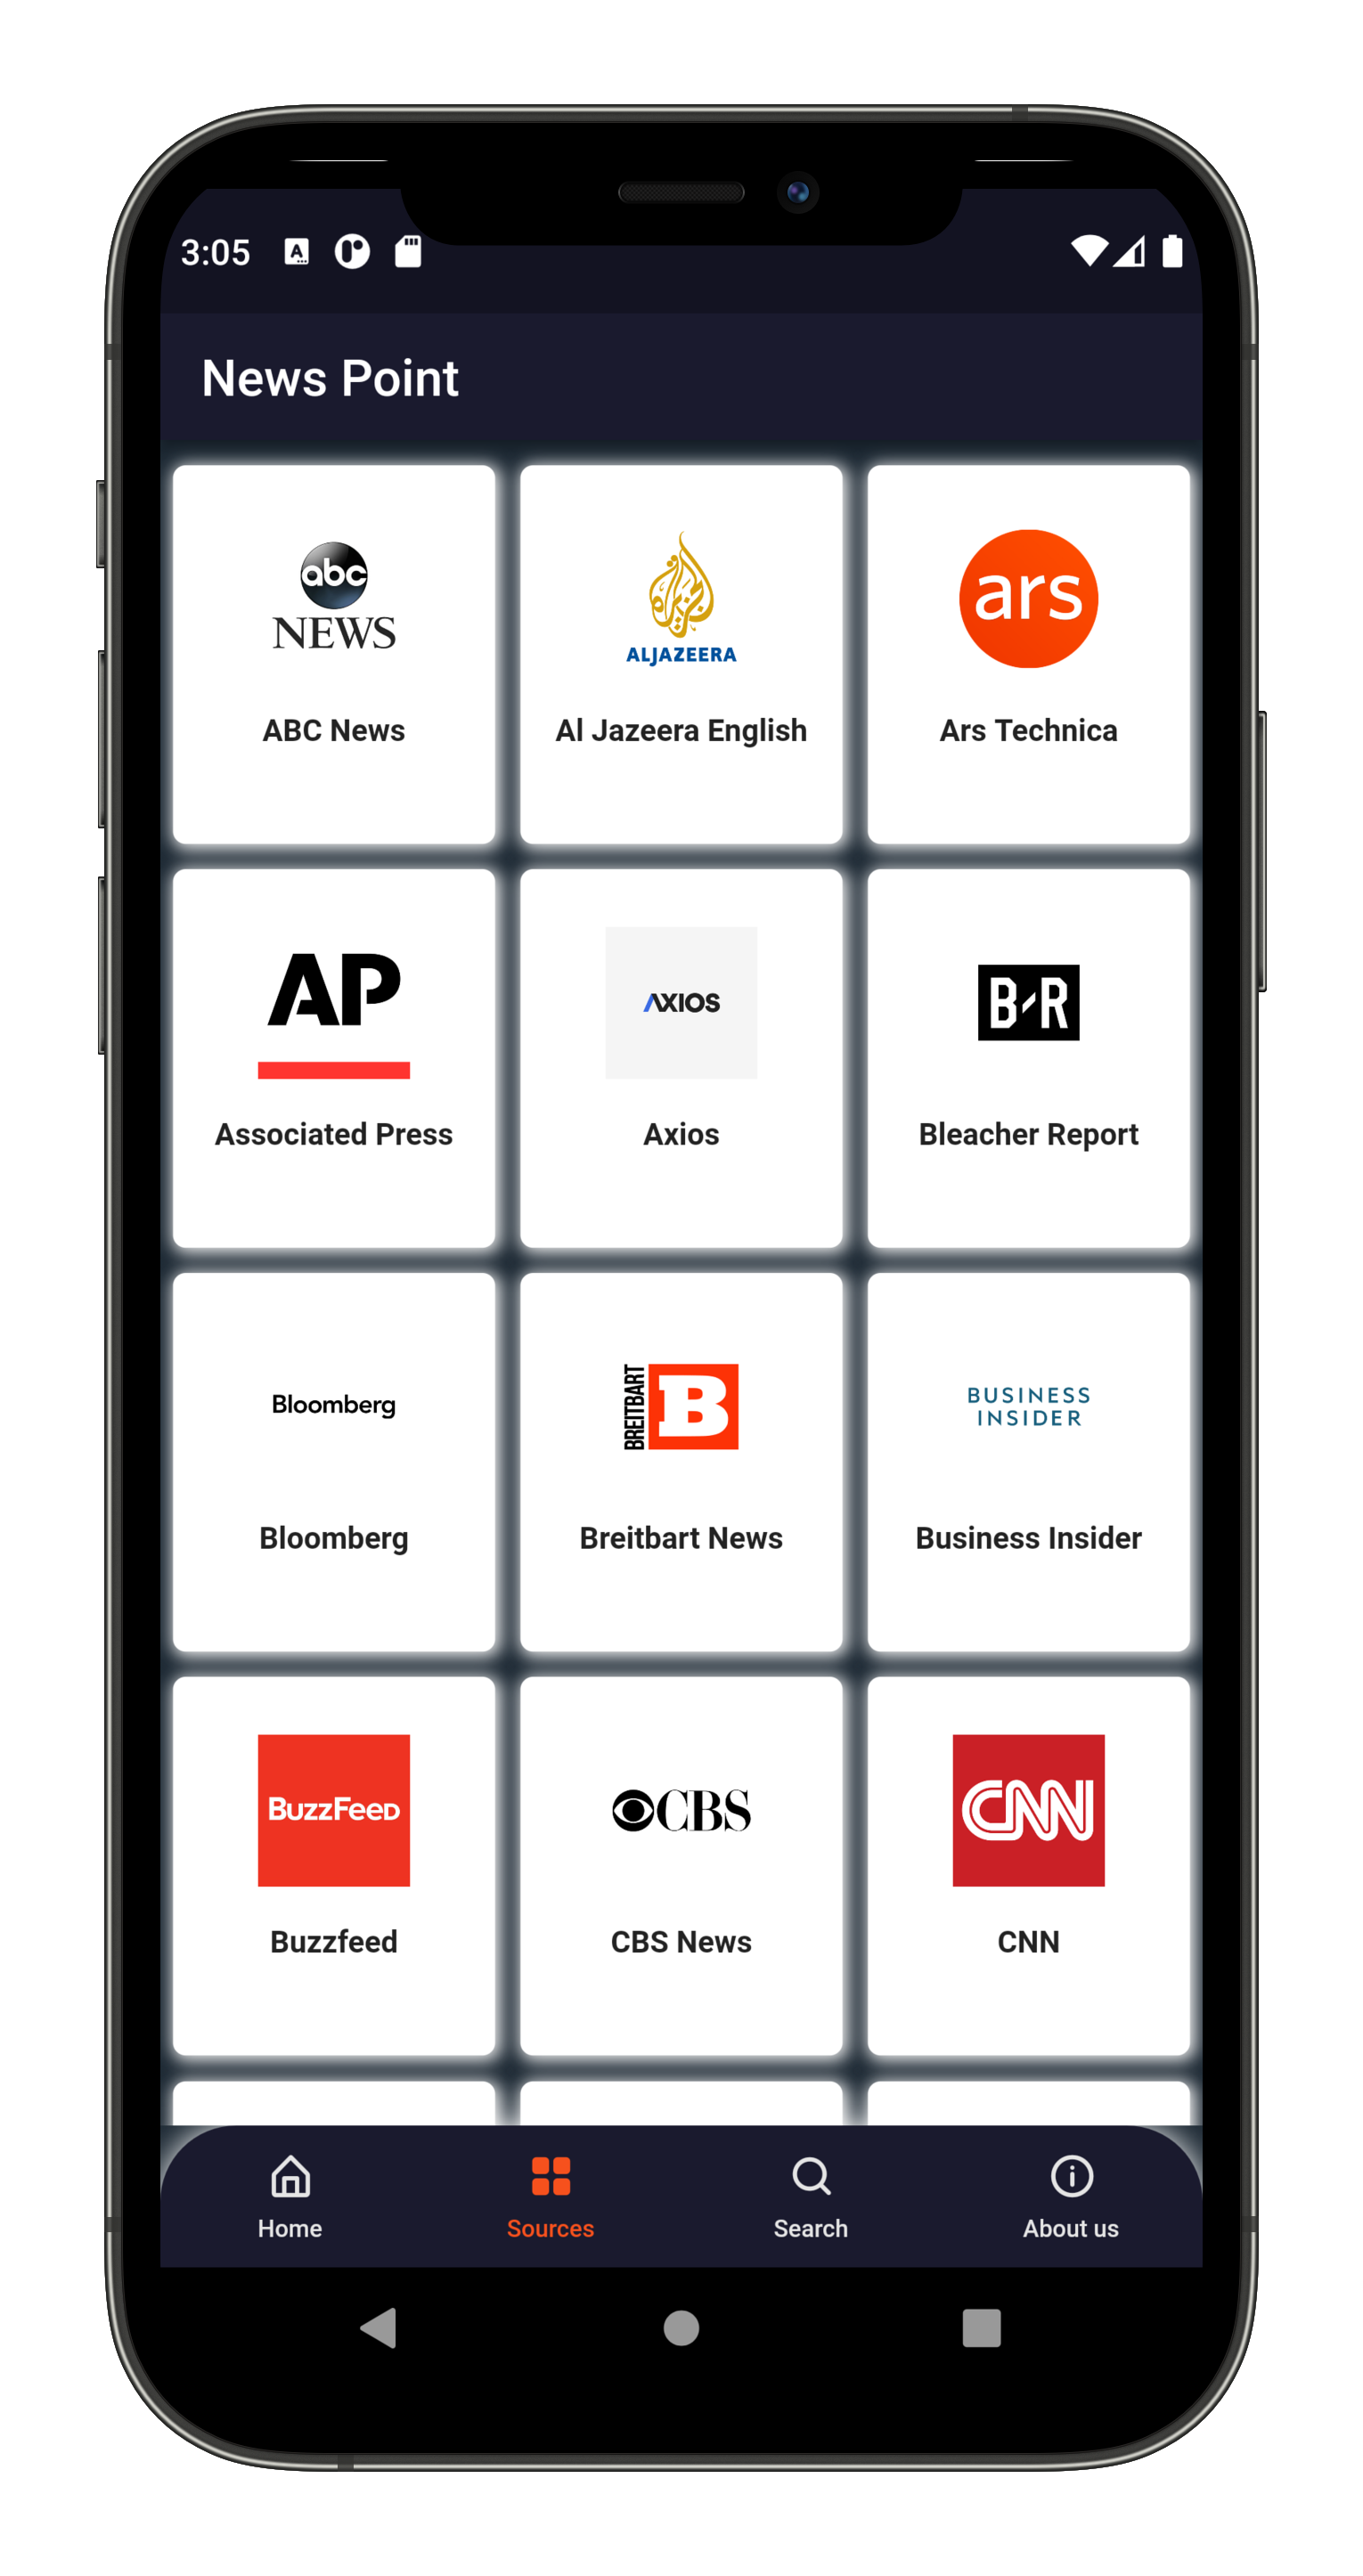 3:05
News Point
abc
NEWS
ABC News
الجزيرة
ALJAZEERA
Al Jazeera English
ars
Ars Technica
AP
Associated Press
AXIOS
Axios
B R
Bleacher Report
Bloomberg
Bloomberg
BREITBART
B
Breitbart News
BUSINESS
INSIDER
Business Insider
BuzzFeed
Buzzfeed
CBS
CBS News
CNN
CNN
Home
Sources
Search
About us